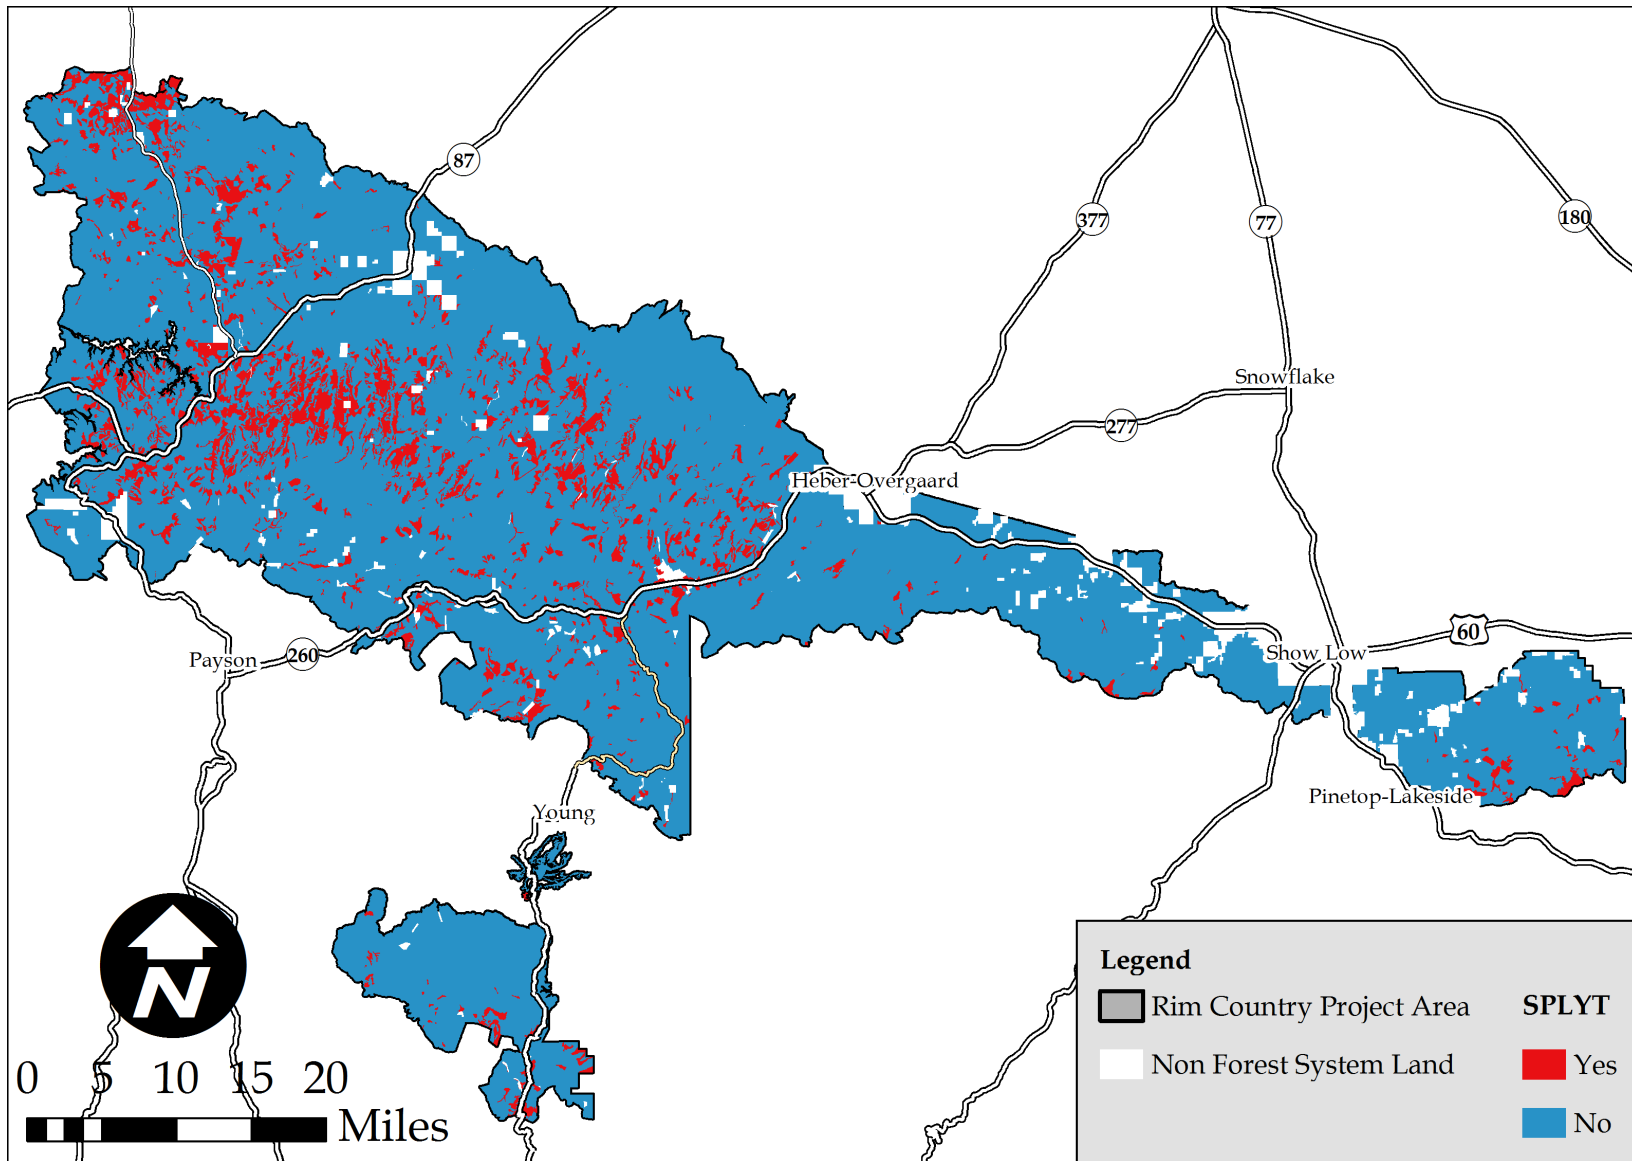 87
377
77
180
Snowflake
277
Heber-Overgaard
60
Payson
260
Show Low
Pinetop-Lakeside
Young
N
Legend
Rim Country Project Area
SPLYT
Non Forest System Land
Yes
No
0 5 10 15 20
Miles